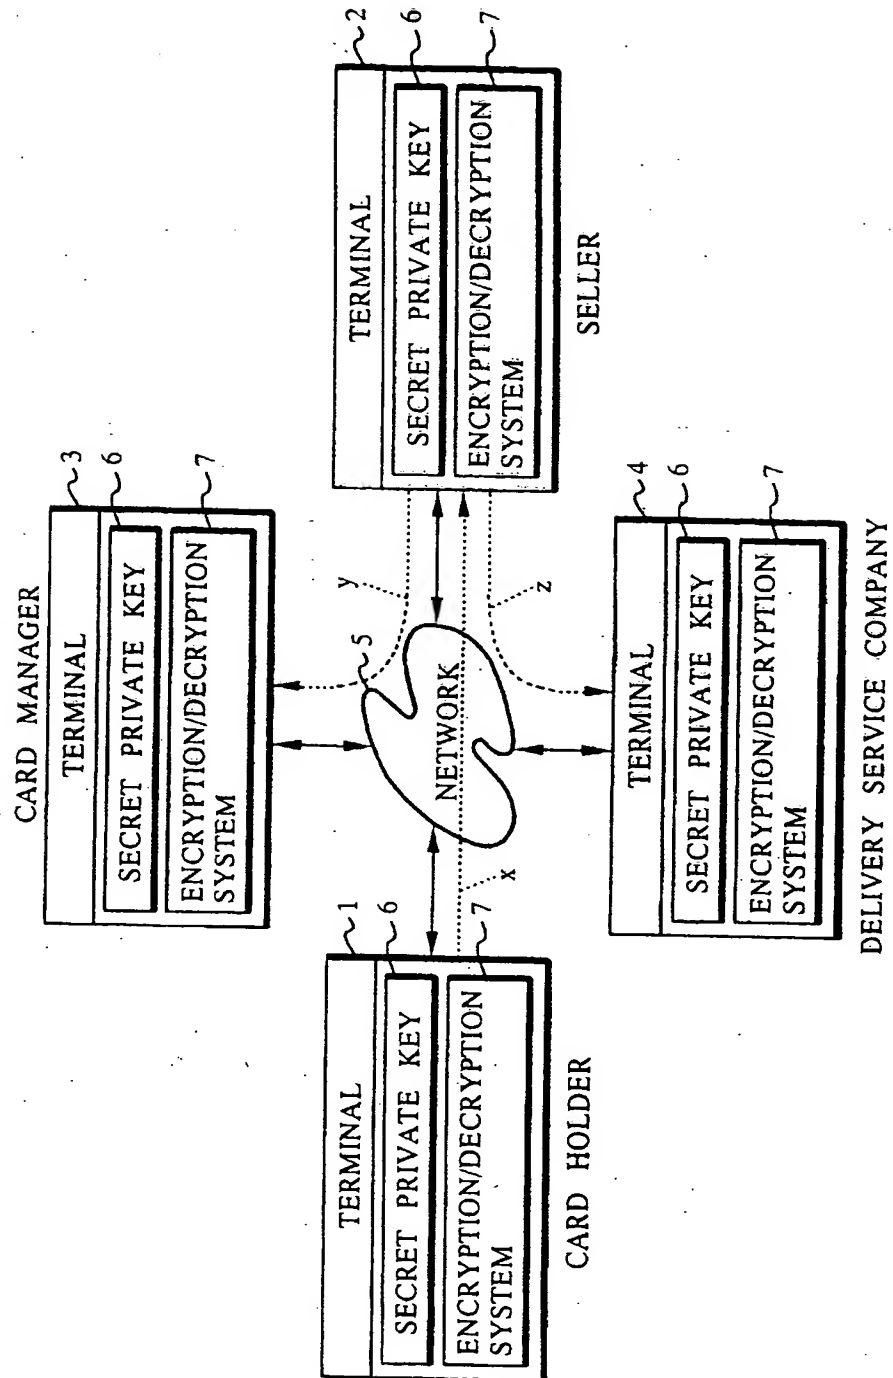 CARD MANAGER
3
TERMINAL
6
SECRET PRIVATE KEY
7
ENCRYPTION/DECRYPTION
SYSTEM
1
TERMINAL
6
SECRET PRIVATE KEY
7
ENCRYPTION/DECRYPTION
SYSTEM
CARD HOLDER
5
NETWORK
x
y
z
2
TERMINAL
6
SECRET PRIVATE KEY
7
ENCRYPTION/DECRYPTION
SYSTEM
SELLER
4
TERMINAL
6
SECRET PRIVATE KEY
7
ENCRYPTION/DECRYPTION
SYSTEM
DELIVERY SERVICE COMPANY